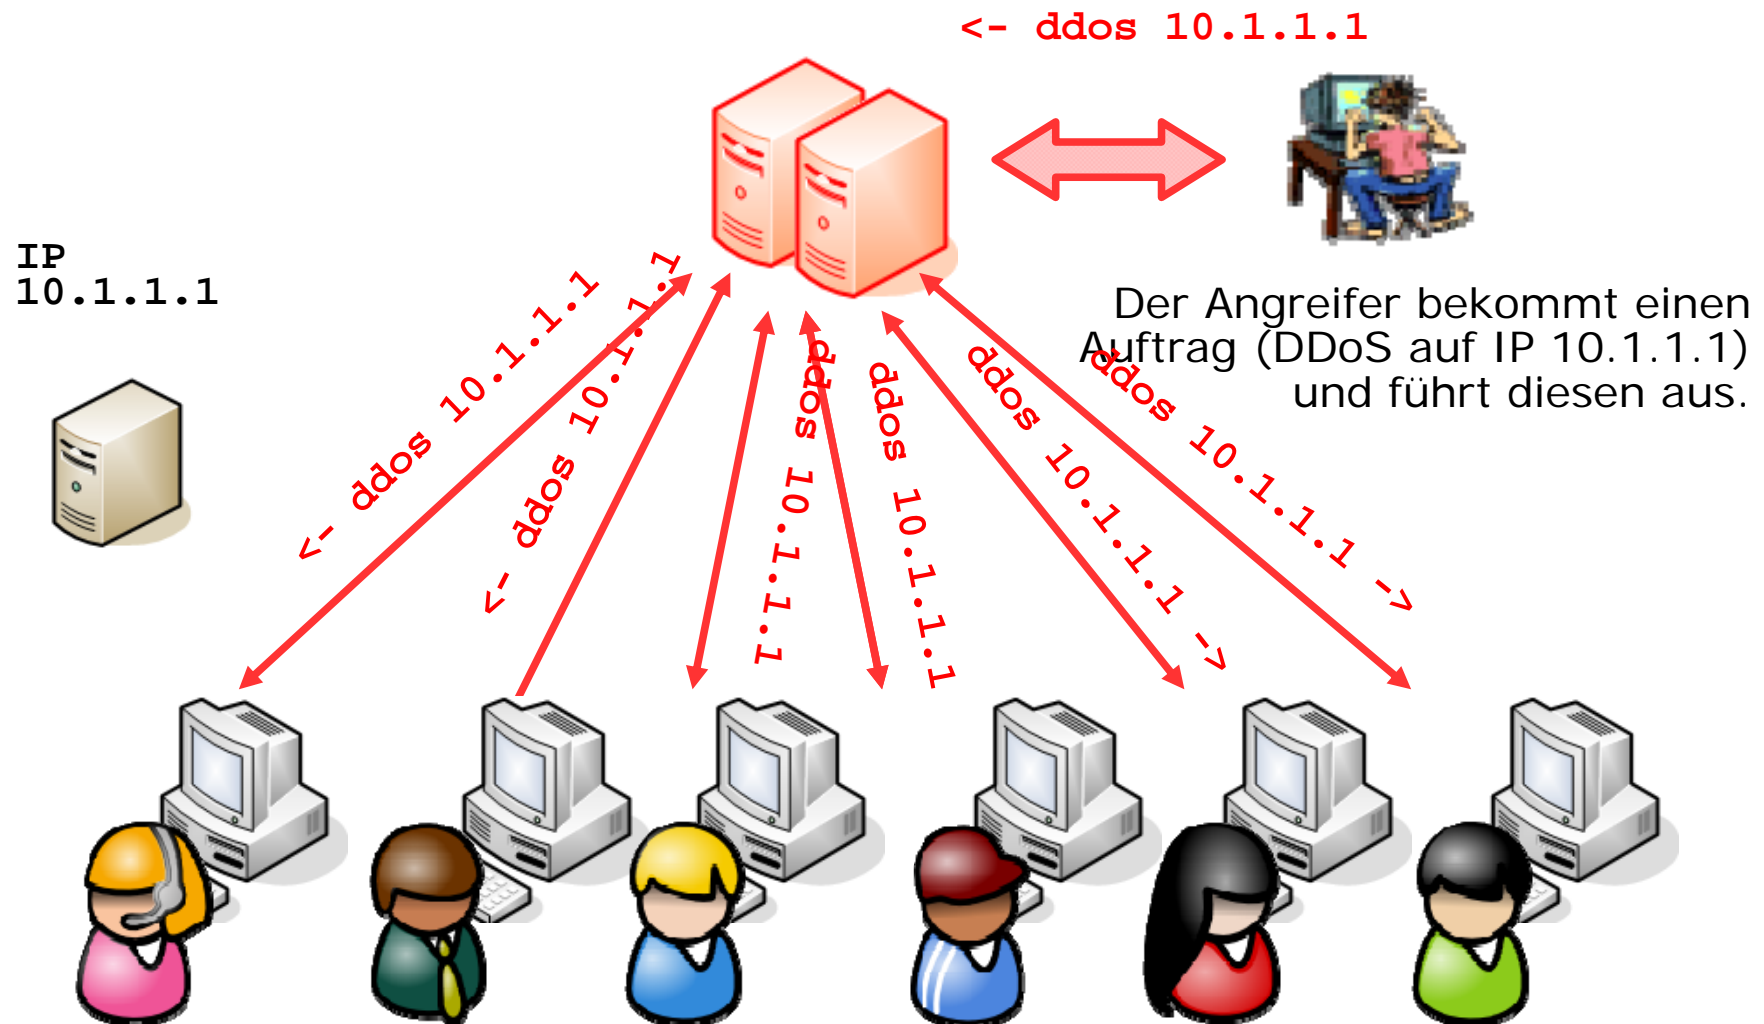 <- ddos 10.1.1.1
IP
10.1.1.1
Der Angreifer bekommt einen
Auftrag (DDoS auf IP 10.1.1.1)
und führt diesen aus.
<- ddos 10.1.1.1
<- ddos 10.1.1.1
ddos 10.1.1.1
ddos 10.1.1.1
ddos 10.1.1.1 ->
ddos 10.1.1.1 ->